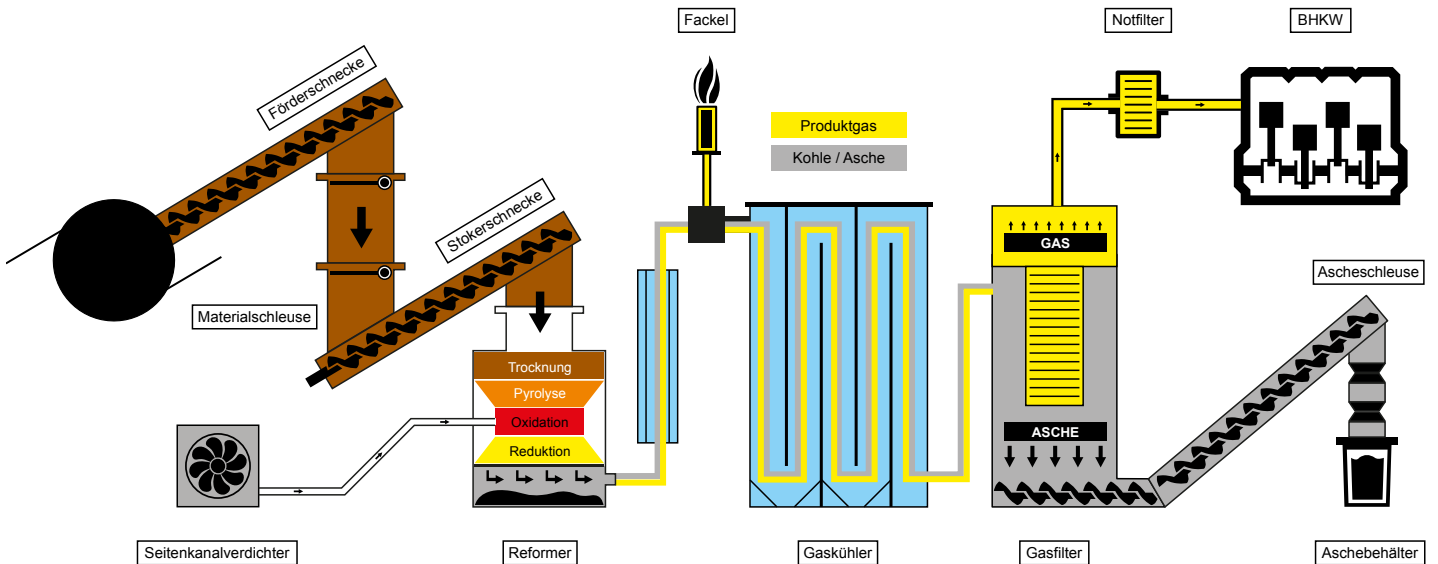 Fackel
Notfilter
BHKW
Förderschnecke
Produktgas
Kohle / Asche
Stokerschnecke
GAS
Ascheschleuse
Materialschleuse
Trocknung
Pyrolyse
Oxidation
Reduktion
ASCHE
Seitenkanalverdichter
Reformer
Gaskühler
Gasfilter
Aschebehälter